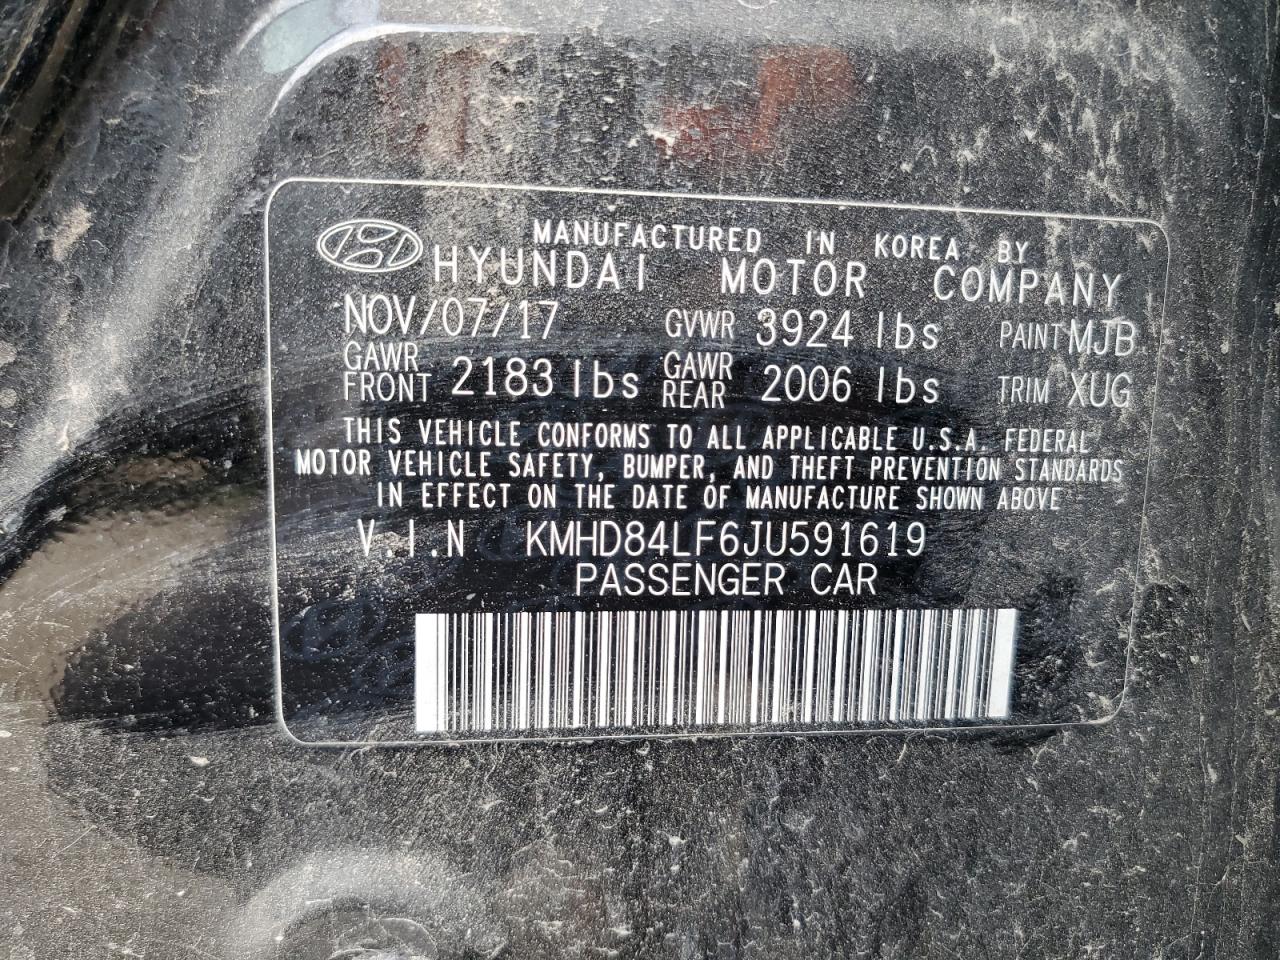 MANUFACTURED IN KOREA BY
HYUNDAI MOTOR COMPANY
NOV/07/17 GVWR 3924 lbs PAINT MJB
GAWR FRONT 2183 lbs GAWR REAR 2006 lbs TRIM XUG
THIS VEHICLE CONFORMS TO ALL APPLICABLE U.S.A. FEDERAL
MOTOR VEHICLE SAFETY, BUMPER, AND THEFT PREVENTION STANDARDS
IN EFFECT ON THE DATE OF MANUFACTURE SHOWN ABOVE
V.I.N KMHD84LF6JU591619
PASSENGER CAR